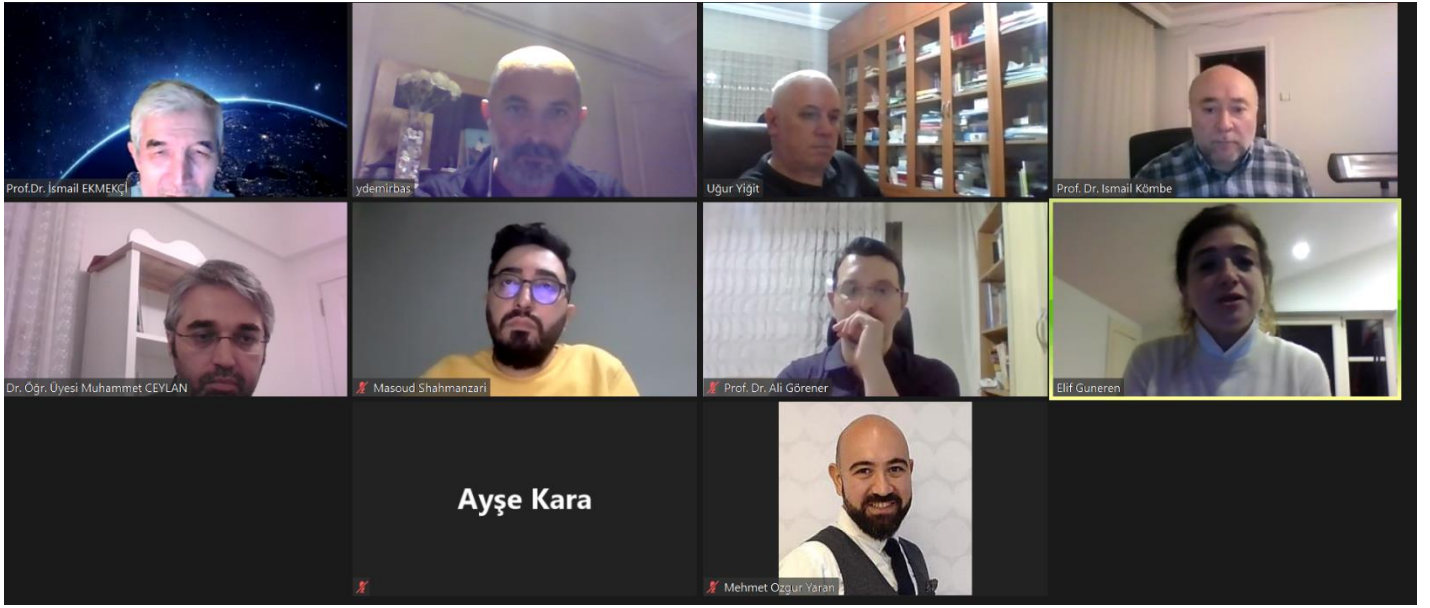 Prof.Dr. İsmail EKMEKÇİ
ydemirbas
Uğur Yiğit
Prof. Dr. Ismail Kömbe
Dr. Öğr. Üyesi Muhammet CEYLAN
Masoud Shahmanzari
Prof. Dr. Ali Görener
Elif Guneren
Ayşe Kara
Mehmet Ozgur Yaran